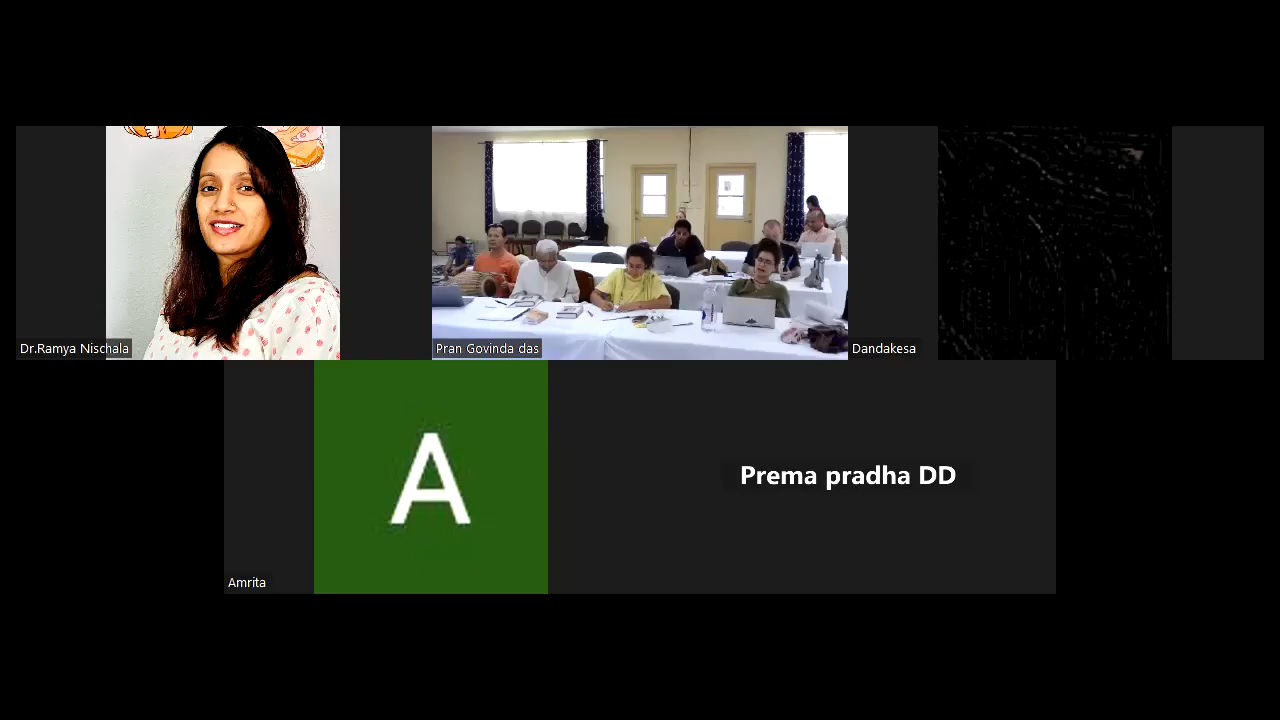 Dr.Ramya Nischala
Pran Govinda das
Dandakesa
A
Amrita
Prema pradha DD